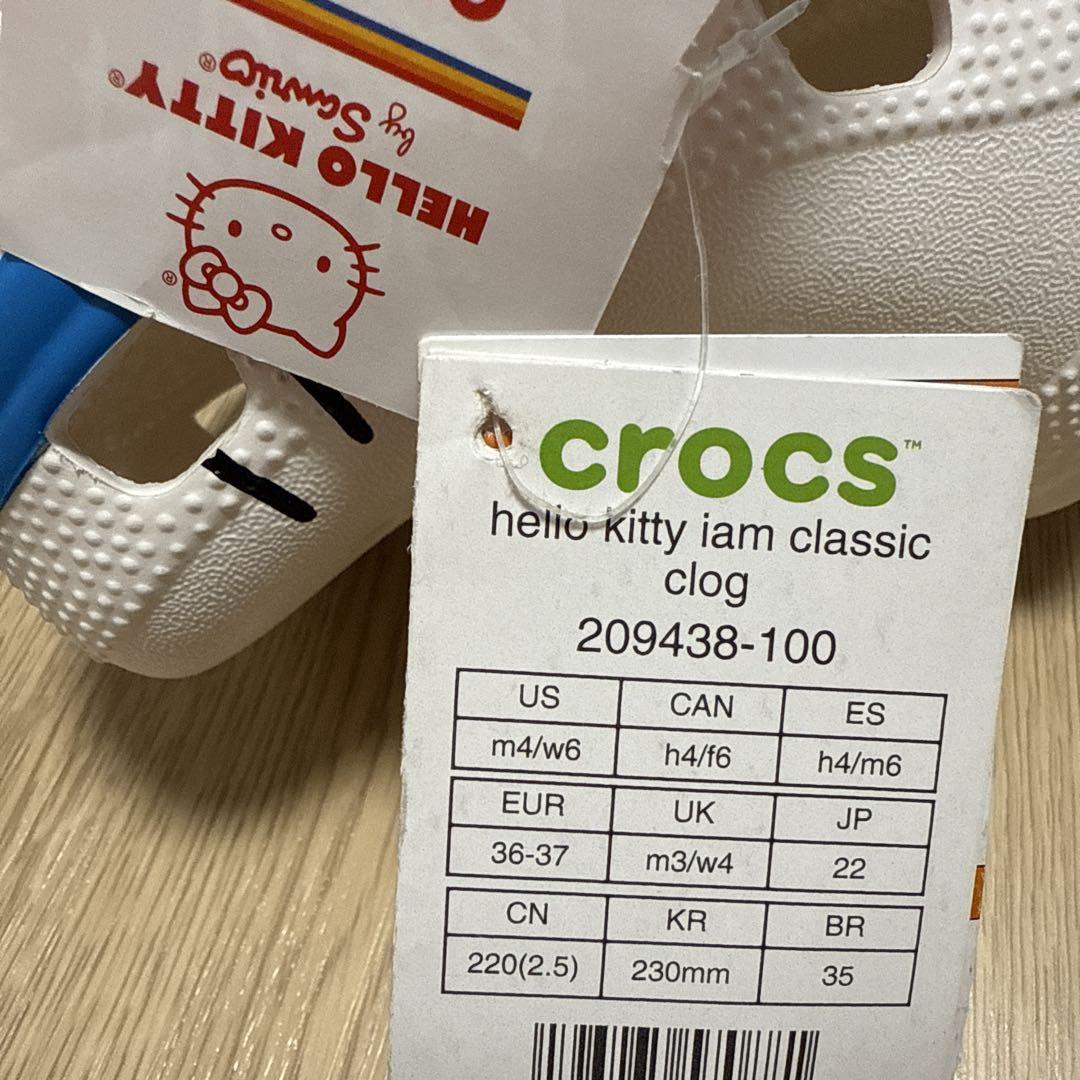 HELLO KITTY®
by Sanrio®
®
crocs™
hello kitty iam classic
clog
209438-100
US CAN ES
m4/w6 h4/f6 h4/m6
EUR UK JP
36-37 m3/w4 22
CN KR BR
220(2.5) 230mm 35